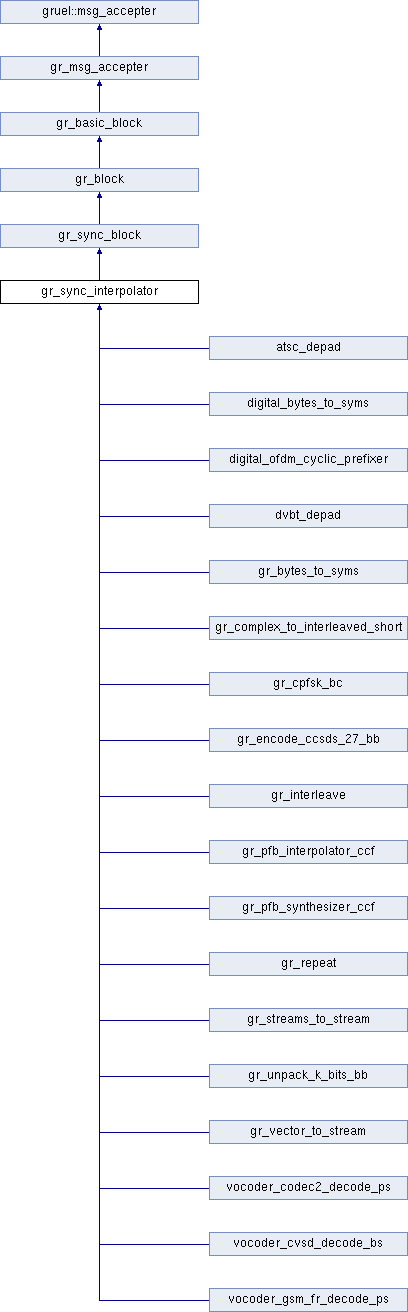 gruel::msg_accepter
gr_msg_accepter
gr_basic_block
gr_block
gr_sync_block
gr_sync_interpolator
atsc_depad
digital_bytes_to_syms
digital_ofdm_cyclic_prefixer
dvbt_depad
gr_bytes_to_syms
gr_complex_to_interleaved_short
gr_cpfsk_bc
gr_encode_ccsds_27_bb
gr_interleave
gr_pfb_interpolator_ccf
gr_pfb_synthesizer_ccf
gr_repeat
gr_streams_to_stream
gr_unpack_k_bits_bb
gr_vector_to_stream
vocoder_codec2_decode_ps
vocoder_cvsd_decode_bs
vocoder_gsm_fr_decode_ps